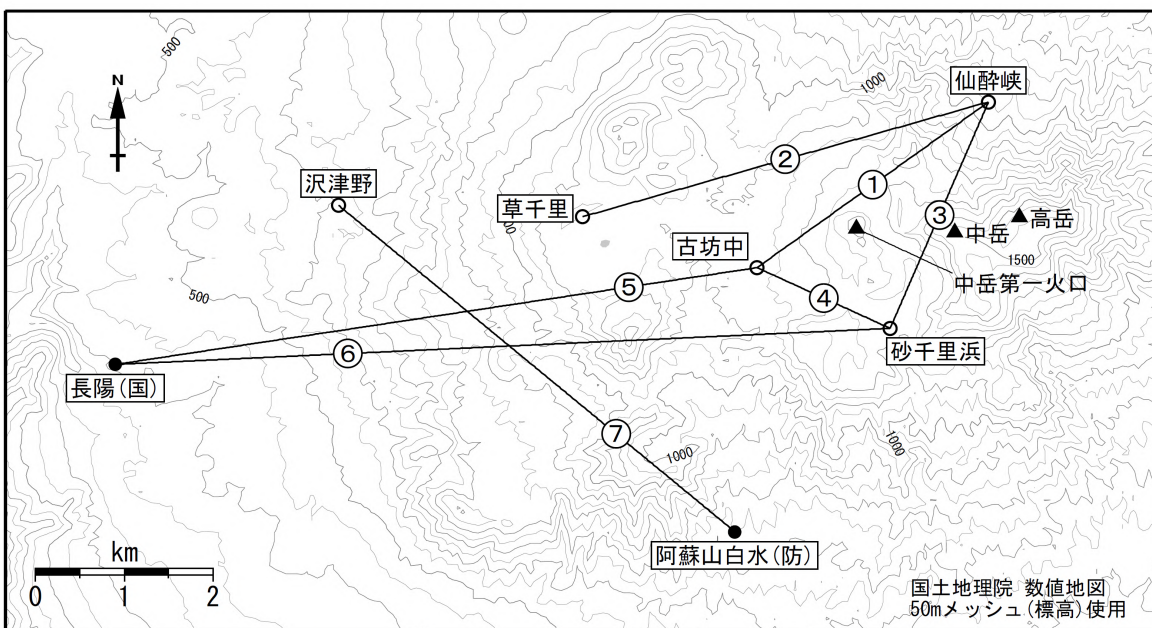 500
N
1000
仙酔峡
②
沢津野
①
草千里
③
高岳
中岳
古坊中
1500
中岳第一火口
500
⑤
④
⑥
砂千里浜
長陽(国)
⑦
1000
1000
km
阿蘇山白水(防)
0 1 2
国土地理院 数値地図
50mメッシュ(標高)使用